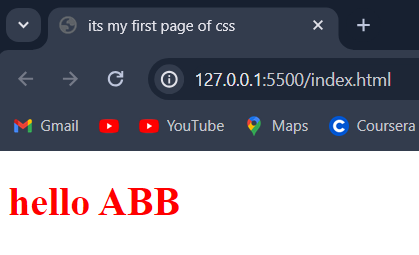 its my first page of css
127.0.0.1:5500/index.html
Gmail YouTube Maps Coursera
hello ABB